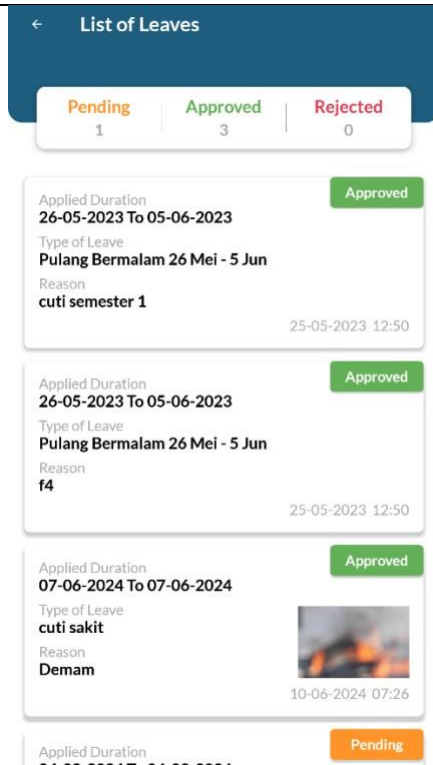 List of Leaves
Pending Approved Rejected
1 3 0
Approved
Applied Duration
26-05-2023 To 05-06-2023
Type of Leave
Pulang Bermalam 26 Mei - 5 Jun
Reason
cuti semester 1
25-05-2023 12:50
Approved
Applied Duration
26-05-2023 To 05-06-2023
Type of Leave
Pulang Bermalam 26 Mei - 5 Jun
Reason
f4
25-05-2023 12:50
Approved
Applied Duration
07-06-2024 To 07-06-2024
Type of Leave
cuti sakit
Reason
Demam
10-06-2024 07:26
Pending
Applied Duration